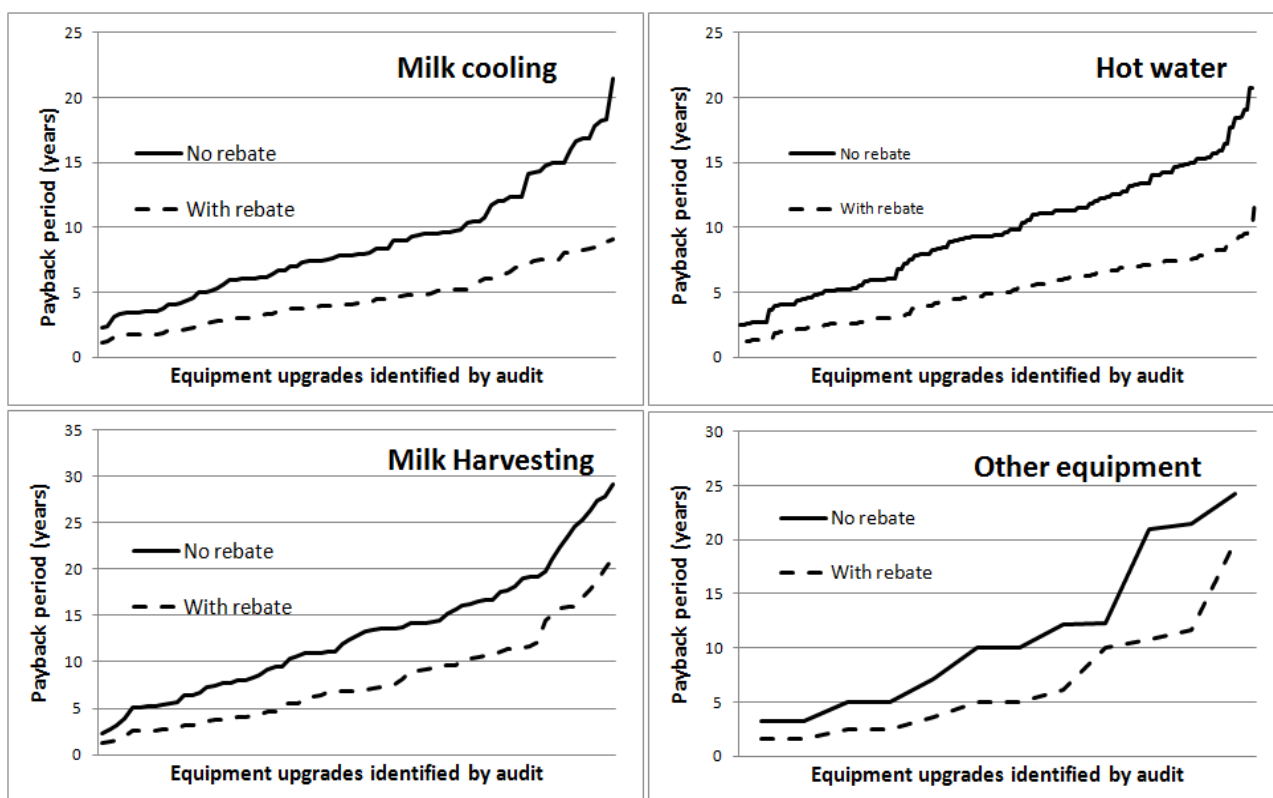 Milk cooling
Payback period (years)
25
20
15
10
5
0
No rebate
With rebate
Equipment upgrades identified by audit
Hot water
Payback period (years)
25
20
15
10
5
0
No rebate
With rebate
Equipment upgrades identified by audit
Milk Harvesting
Payback period (years)
35
30
25
20
15
10
5
0
No rebate
With rebate
Equipment upgrades identified by audit
Other equipment
Payback period (years)
30
25
20
15
10
5
0
No rebate
With rebate
Equipment upgrades identified by audit